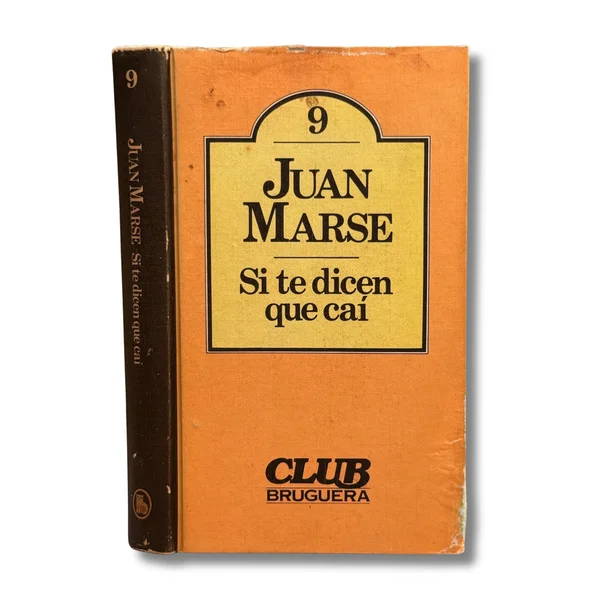 9
JUAN MARSE Si te dicen que caí
9
JUAN
MARSE
Si te dicen
que caí
CLUB
BRUGUERA